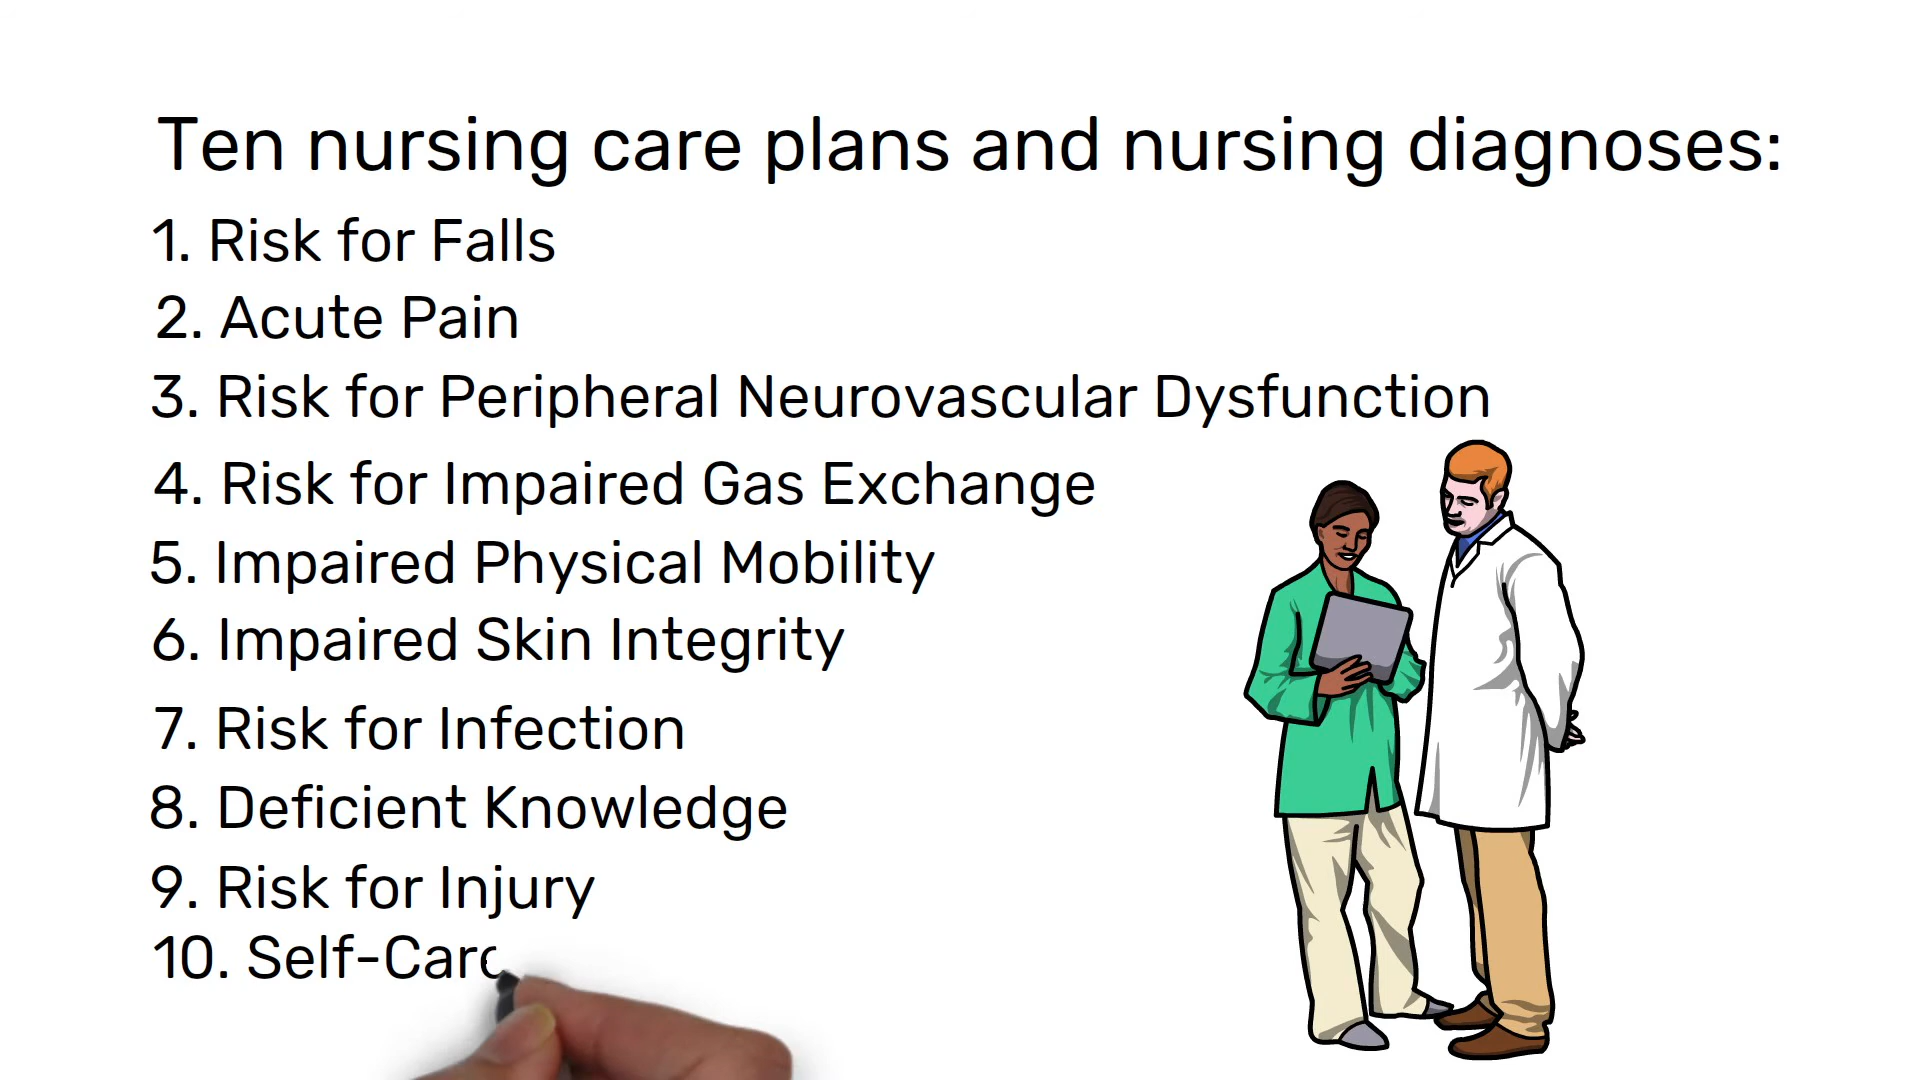 Ten nursing care plans and nursing diagnoses:
1. Risk for Falls
2. Acute Pain
3. Risk for Peripheral Neurovascular Dysfunction
4. Risk for Impaired Gas Exchange
5. Impaired Physical Mobility
6. Impaired Skin Integrity
7. Risk for Infection
8. Deficient Knowledge
9. Risk for Injury
10. Self-Care